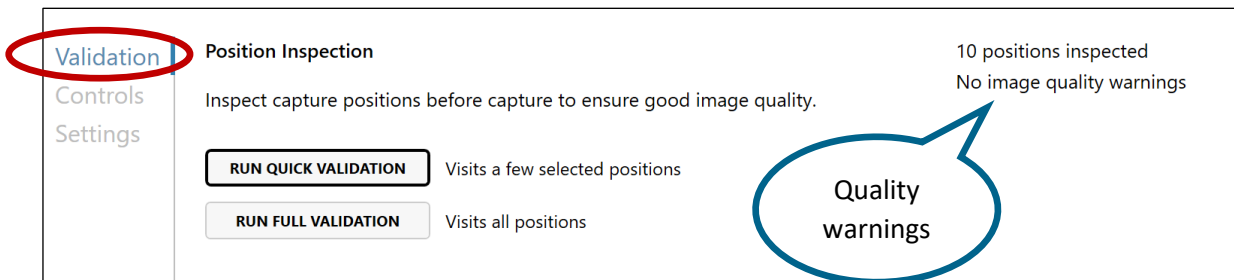 Validation
Controls
Settings
Position Inspection
Inspect capture positions before capture to ensure good image quality.
RUN QUICK VALIDATION Visits a few selected positions
RUN FULL VALIDATION Visits all positions
10 positions inspected
No image quality warnings
Quality
warnings